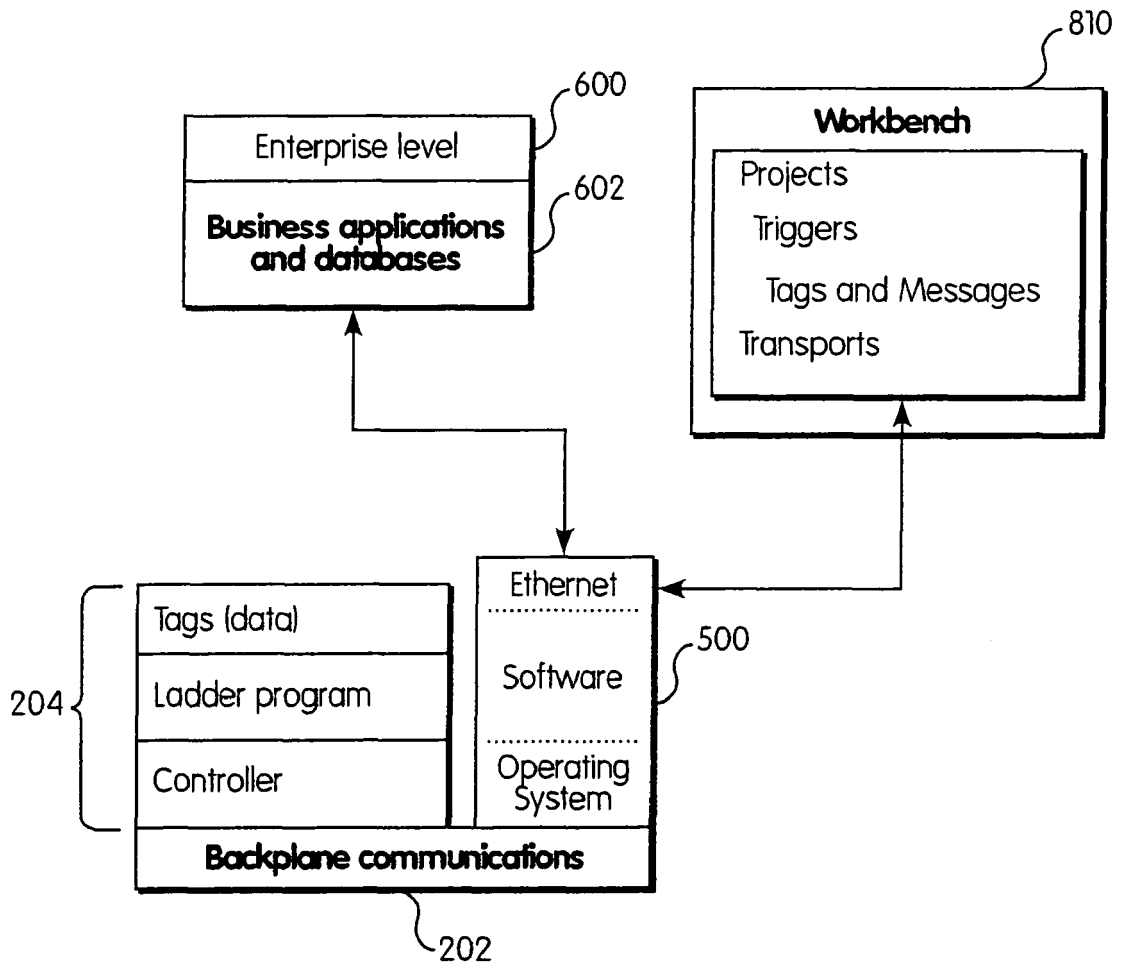 810
600
Enterprise level
602
Business applications
and databases
Workbench
Projects
Triggers
Tags and Messages
Transports
Ethernet
Software
Operating
System
500
204
Tags (data)
Ladder program
Controller
Backplane communications
202